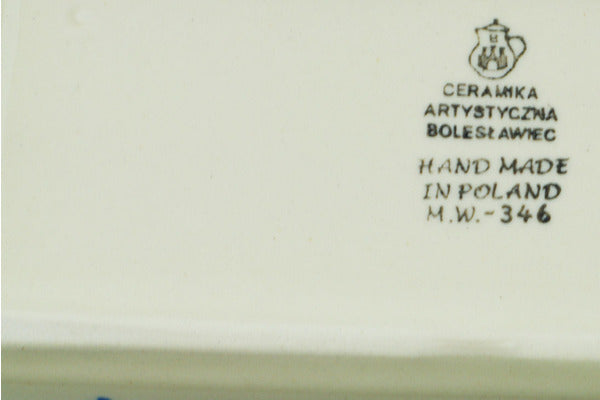 CERAMIKA
ARTYSTYCZNA
BOLESŁAWIEC
HAND MADE
IN POLAND
M.W.-346